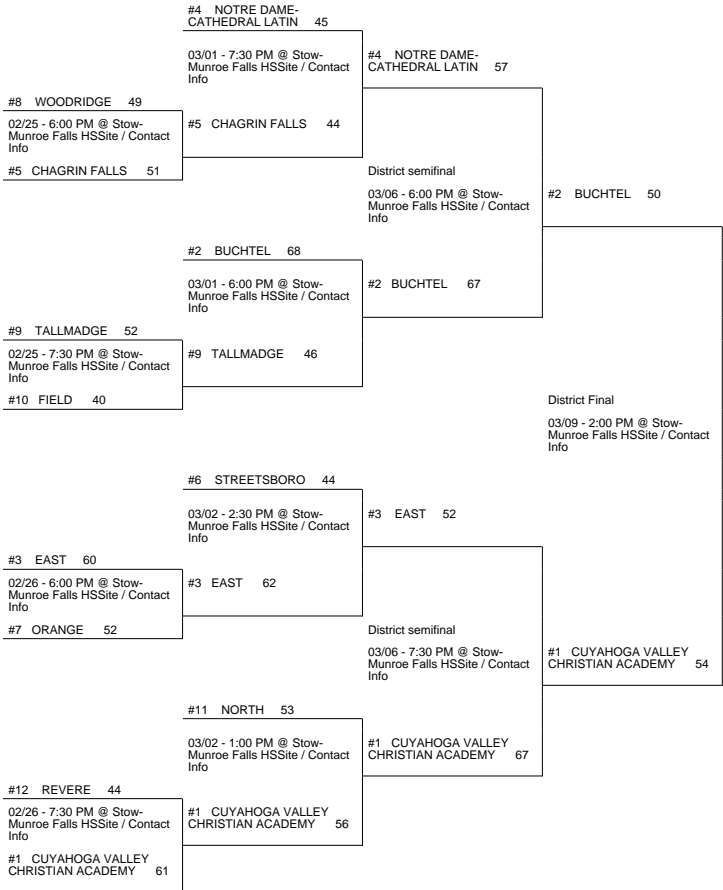 #4 NOTRE DAME-
CATHEDRAL LATIN 45
03/01 - 7:30 PM @ Stow-
Munroe Falls HSSite / Contact
Info
#4 NOTRE DAME-
CATHEDRAL LATIN 57
#8 WOODRIDGE 49
02/25 - 6:00 PM @ Stow-
Munroe Falls HSSite / Contact
Info
#5 CHAGRIN FALLS 44
#5 CHAGRIN FALLS 51
District semifinal
03/06 - 6:00 PM @ Stow-
Munroe Falls HSSite / Contact
Info
#2 BUCHTEL 50
#2 BUCHTEL 68
03/01 - 6:00 PM @ Stow-
Munroe Falls HSSite / Contact
Info
#2 BUCHTEL 67
#9 TALLMADGE 52
02/25 - 7:30 PM @ Stow-
Munroe Falls HSSite / Contact
Info
#9 TALLMADGE 46
#10 FIELD 40
District Final
03/09 - 2:00 PM @ Stow-
Munroe Falls HSSite / Contact
Info
#6 STREETSBORO 44
03/02 - 2:30 PM @ Stow-
Munroe Falls HSSite / Contact
Info
#3 EAST 52
#3 EAST 60
02/26 - 6:00 PM @ Stow-
Munroe Falls HSSite / Contact
Info
#3 EAST 62
#7 ORANGE 52
District semifinal
03/06 - 7:30 PM @ Stow-
Munroe Falls HSSite / Contact
Info
#1 CUYAHOGA VALLEY
CHRISTIAN ACADEMY 54
#11 NORTH 53
03/02 - 1:00 PM @ Stow-
Munroe Falls HSSite / Contact
Info
#1 CUYAHOGA VALLEY
CHRISTIAN ACADEMY 67
#12 REVERE 44
02/26 - 7:30 PM @ Stow-
Munroe Falls HSSite / Contact
Info
#1 CUYAHOGA VALLEY
CHRISTIAN ACADEMY 56
#1 CUYAHOGA VALLEY
CHRISTIAN ACADEMY 61